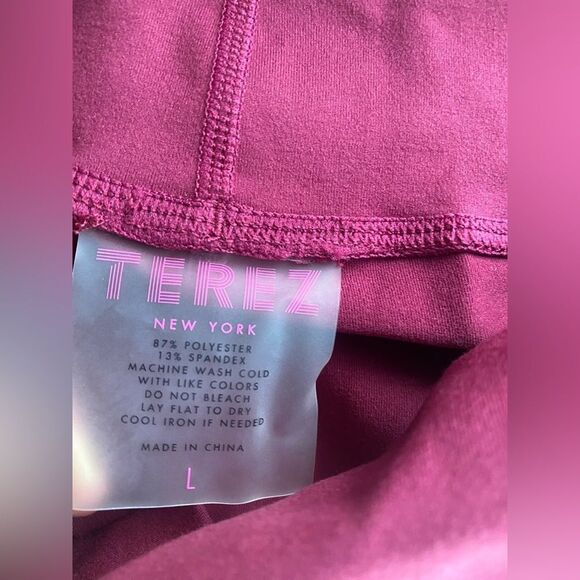 TEREZ
NEW YORK
87% POLYESTER
13% SPANDEX
MACHINE WASH COLD
WITH LIKE COLORS
DO NOT BLEACH
LAY FLAT TO DRY
COOL IRON IF NEEDED
MADE IN CHINA
L